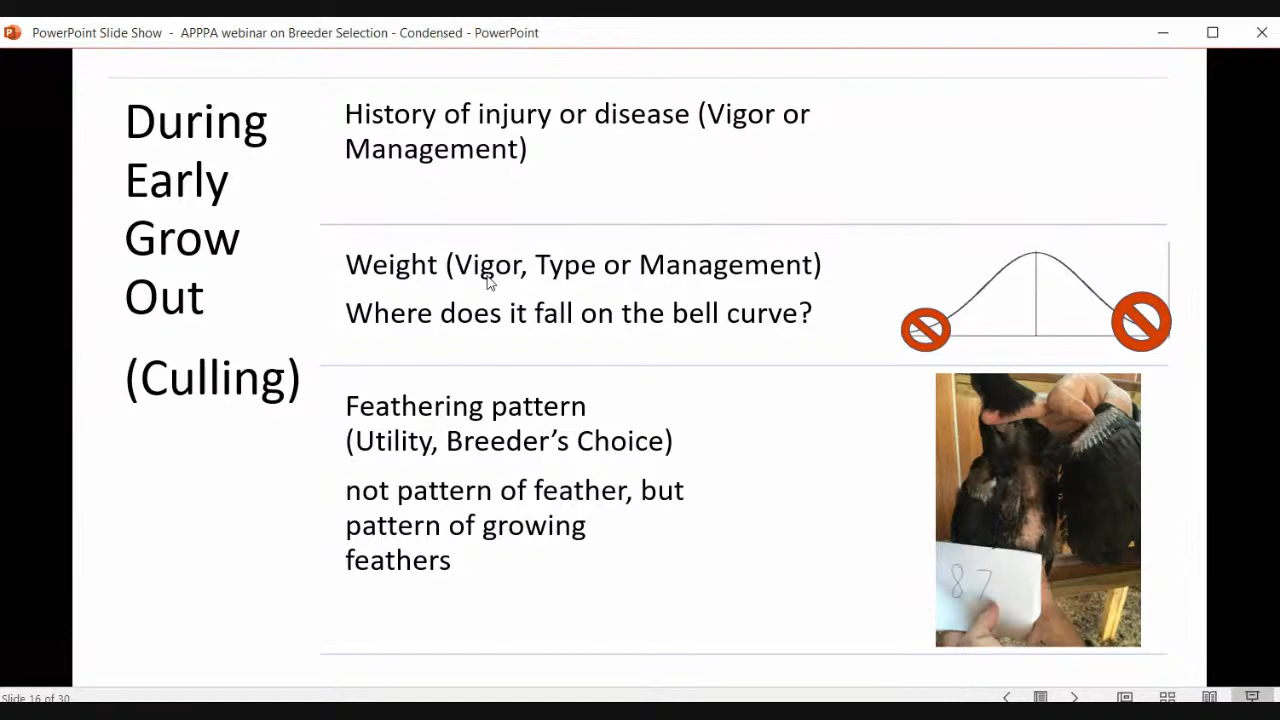 PowerPoint Slide Show - APPPA webinar on Breeder Selection - Condensed - PowerPoint
During
Early
Grow
Out
(Culling)
History of injury or disease (Vigor or
Management)
Weight (Vigor, Type or Management)
Where does it fall on the bell curve?
Feathering pattern
(Utility, Breeder’s Choice)
not pattern of feather, but
pattern of growing
feathers
87
Slide 16 of 30